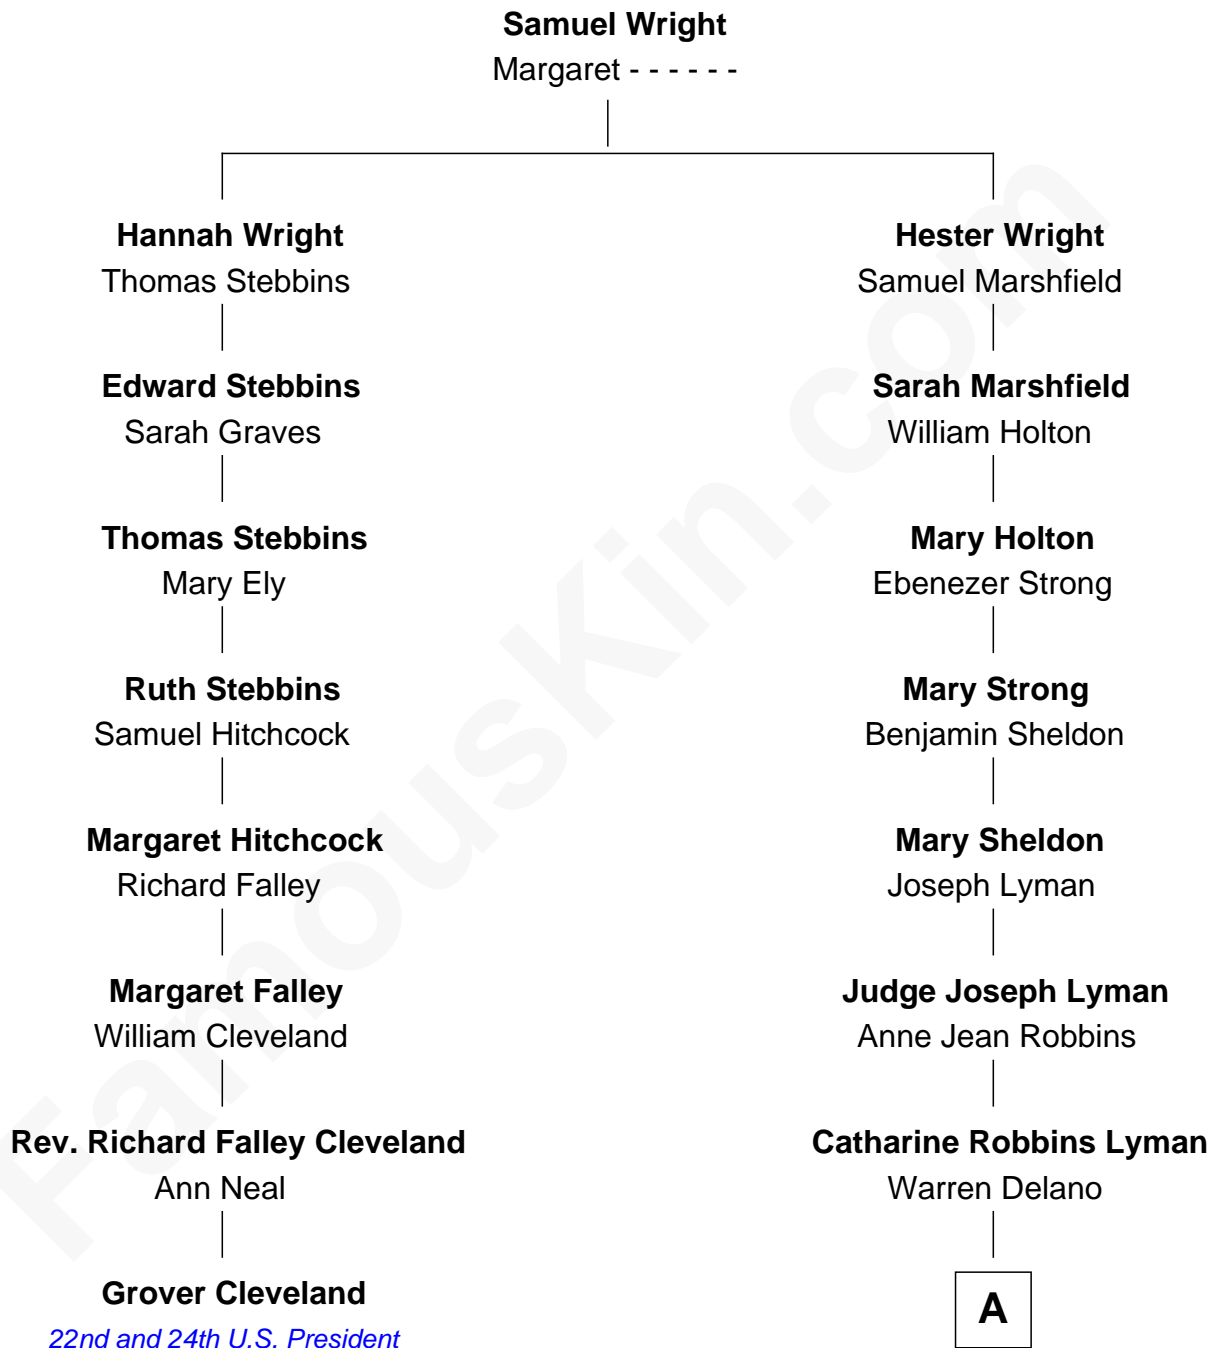 Samuel Wright
Margaret - - - - - -
Hannah Wright
Thomas Stebbins
Edward Stebbins
Sarah Graves
Thomas Stebbins
Mary Ely
Ruth Stebbins
Samuel Hitchcock
Margaret Hitchcock
Richard Falley
Margaret Falley
William Cleveland
Rev. Richard Falley Cleveland
Ann Neal
Grover Cleveland
22nd and 24th U.S. President
Hester Wright
Samuel Marshfield
Sarah Marshfield
William Holton
Mary Holton
Ebenezer Strong
Mary Strong
Benjamin Sheldon
Mary Sheldon
Joseph Lyman
Judge Joseph Lyman
Anne Jean Robbins
Catharine Robbins Lyman
Warren Delano
A
FamousKin.com